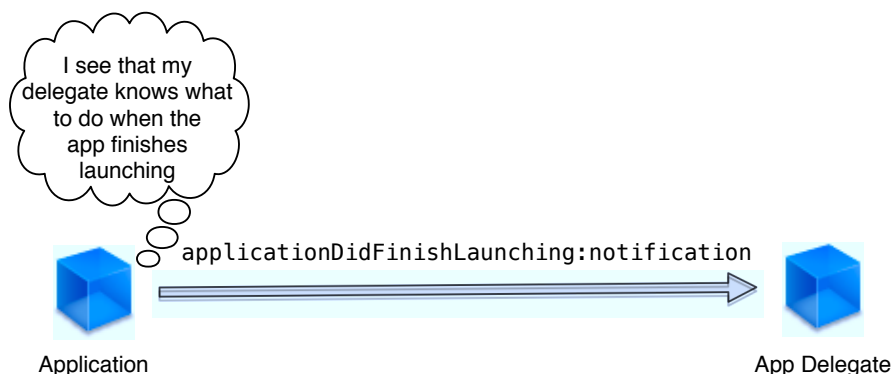 I see that my
delegate knows what
to do when the
app finishes
launching
applicationDidFinishLaunching:notification
Application
App Delegate